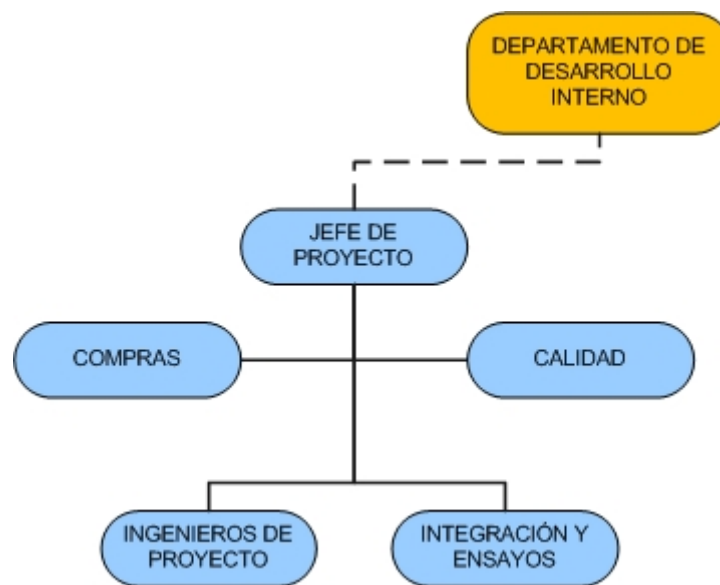 DEPARTAMENTO DE
DESARROLLO
INTERNO
JEFE DE
PROYECTO
COMPRAS
CALIDAD
INGENIEROS DE
PROYECTO
INTEGRACIÓN Y
ENSAYOS